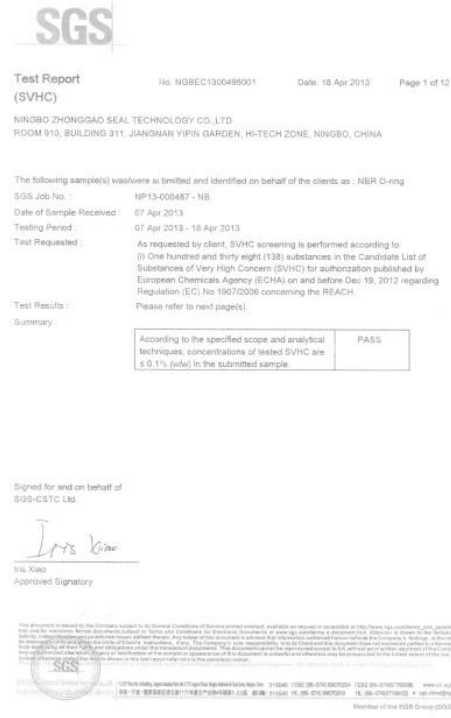 SGS
Test Report
No. NGBEC1300496001
Date: 18 Apr 2013
Page 1 of 12
(SVHC)
NINGBO ZHONGGAO SEAL TECHNOLOGY CO.,LTD
ROOM 910, BUILDING 311, JIANGNAN YIPIN GARDEN, HI-TECH ZONE, NINGBO, CHINA
The following sample(s) was/were submitted and identified on behalf of the clients as : NBR O-ring
SGS Job No. :
NP13-000487 - NB
Date of Sample Received :
07 Apr 2013
Testing Period :
07 Apr 2013 - 18 Apr 2013
Test Requested :
As requested by client, SVHC screening is performed according to:
(i) One hundred and thirty eight (138) substances in the Candidate List of
Substances of Very High Concern (SVHC) for authorization published by
European Chemicals Agency (ECHA) on and before Dec 19, 2012 regarding
Regulation (EC) No 1907/2006 concerning the REACH.
Test Results :
Please refer to next page(s).
Summary :
According to the specified scope and analytical
techniques, concentrations of tested SVHC are
≤ 0.1% (w/w) in the submitted sample.
PASS
Signed for and on behalf of
SGS-CSTC Ltd.
Iris Xiao
Iris Xiao
Approved Signatory
SGS
Member of the SGS Group